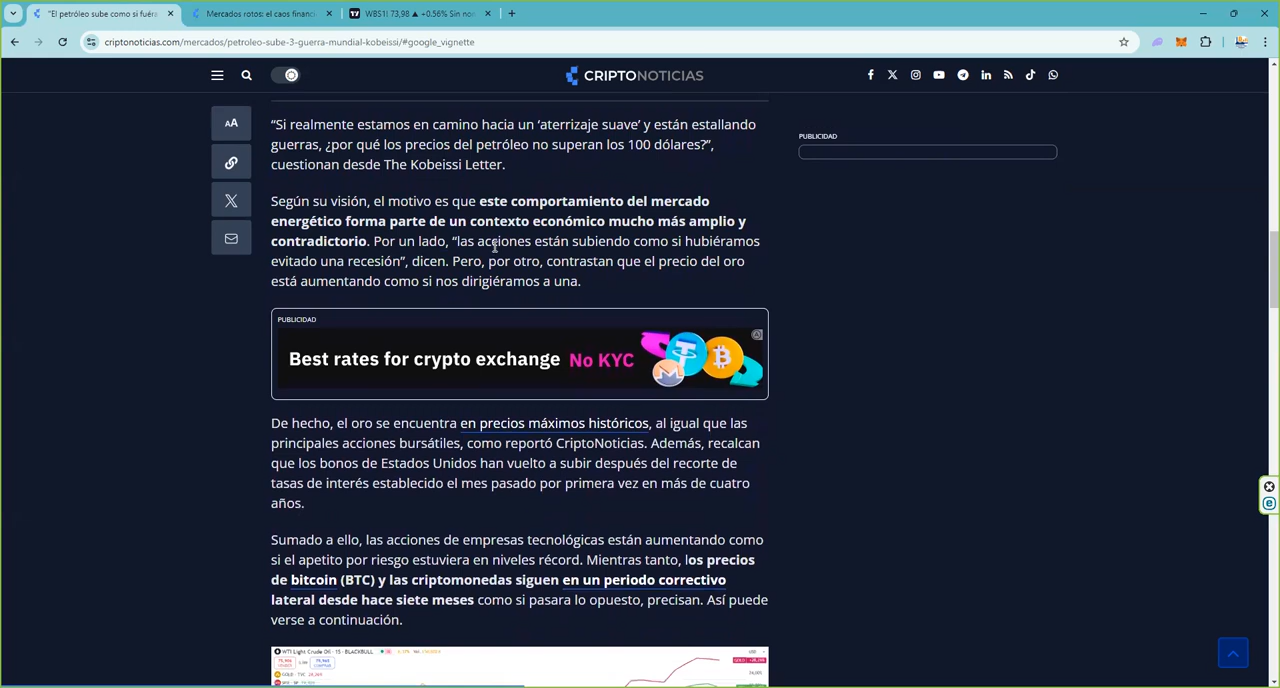 "El petróleo sube como si fuéra
Mercados rotos: el caos financi
WBS1! 73,98 ▲ +0.56% Sin no
criptonoticias.com/mercados/petroleo-sube-3-guerra-mundial-kobeissi/#google_vignette
CRIPTONOTICIAS
AA
“Si realmente estamos en camino hacia un ‘aterrizaje suave’ y están estallando
guerras, ¿por qué los precios del petróleo no superan los 100 dólares?”,
cuestionan desde The Kobeissi Letter.
PUBLICIDAD
Según su visión, el motivo es que este comportamiento del mercado
energético forma parte de un contexto económico mucho más amplio y
contradictorio. Por un lado, “las acciones están subiendo como si hubiéramos
evitado una recesión”, dicen. Pero, por otro, contrastan que el precio del oro
está aumentando como si nos dirigiéramos a una.
PUBLICIDAD
Best rates for crypto exchange No KYC
De hecho, el oro se encuentra en precios máximos históricos, al igual que las
principales acciones bursátiles, como reportó CriptoNoticias. Además, recalcan
que los bonos de Estados Unidos han vuelto a subir después del recorte de
tasas de interés establecido el mes pasado por primera vez en más de cuatro
años.
Sumado a ello, las acciones de empresas tecnológicas están aumentando como
si el apetito por riesgo estuviera en niveles récord. Mientras tanto, los precios
de bitcoin (BTC) y las criptomonedas siguen en un periodo correctivo
lateral desde hace siete meses como si pasara lo opuesto, precisan. Así puede
verse a continuación.
WTI Light Crude Oil · 15 · BLACKBULL